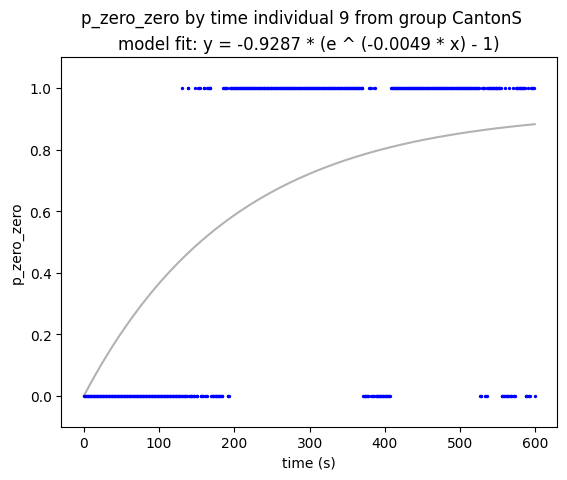 p_zero_zero by time individual 9 from group CantonS
model fit: y = -0.9287 * (e ^ (-0.0049 * x) - 1)
1.0
0.8
0.6
0.4
0.2
0.0
p_zero_zero
0 100 200 300 400 500 600
time (s)